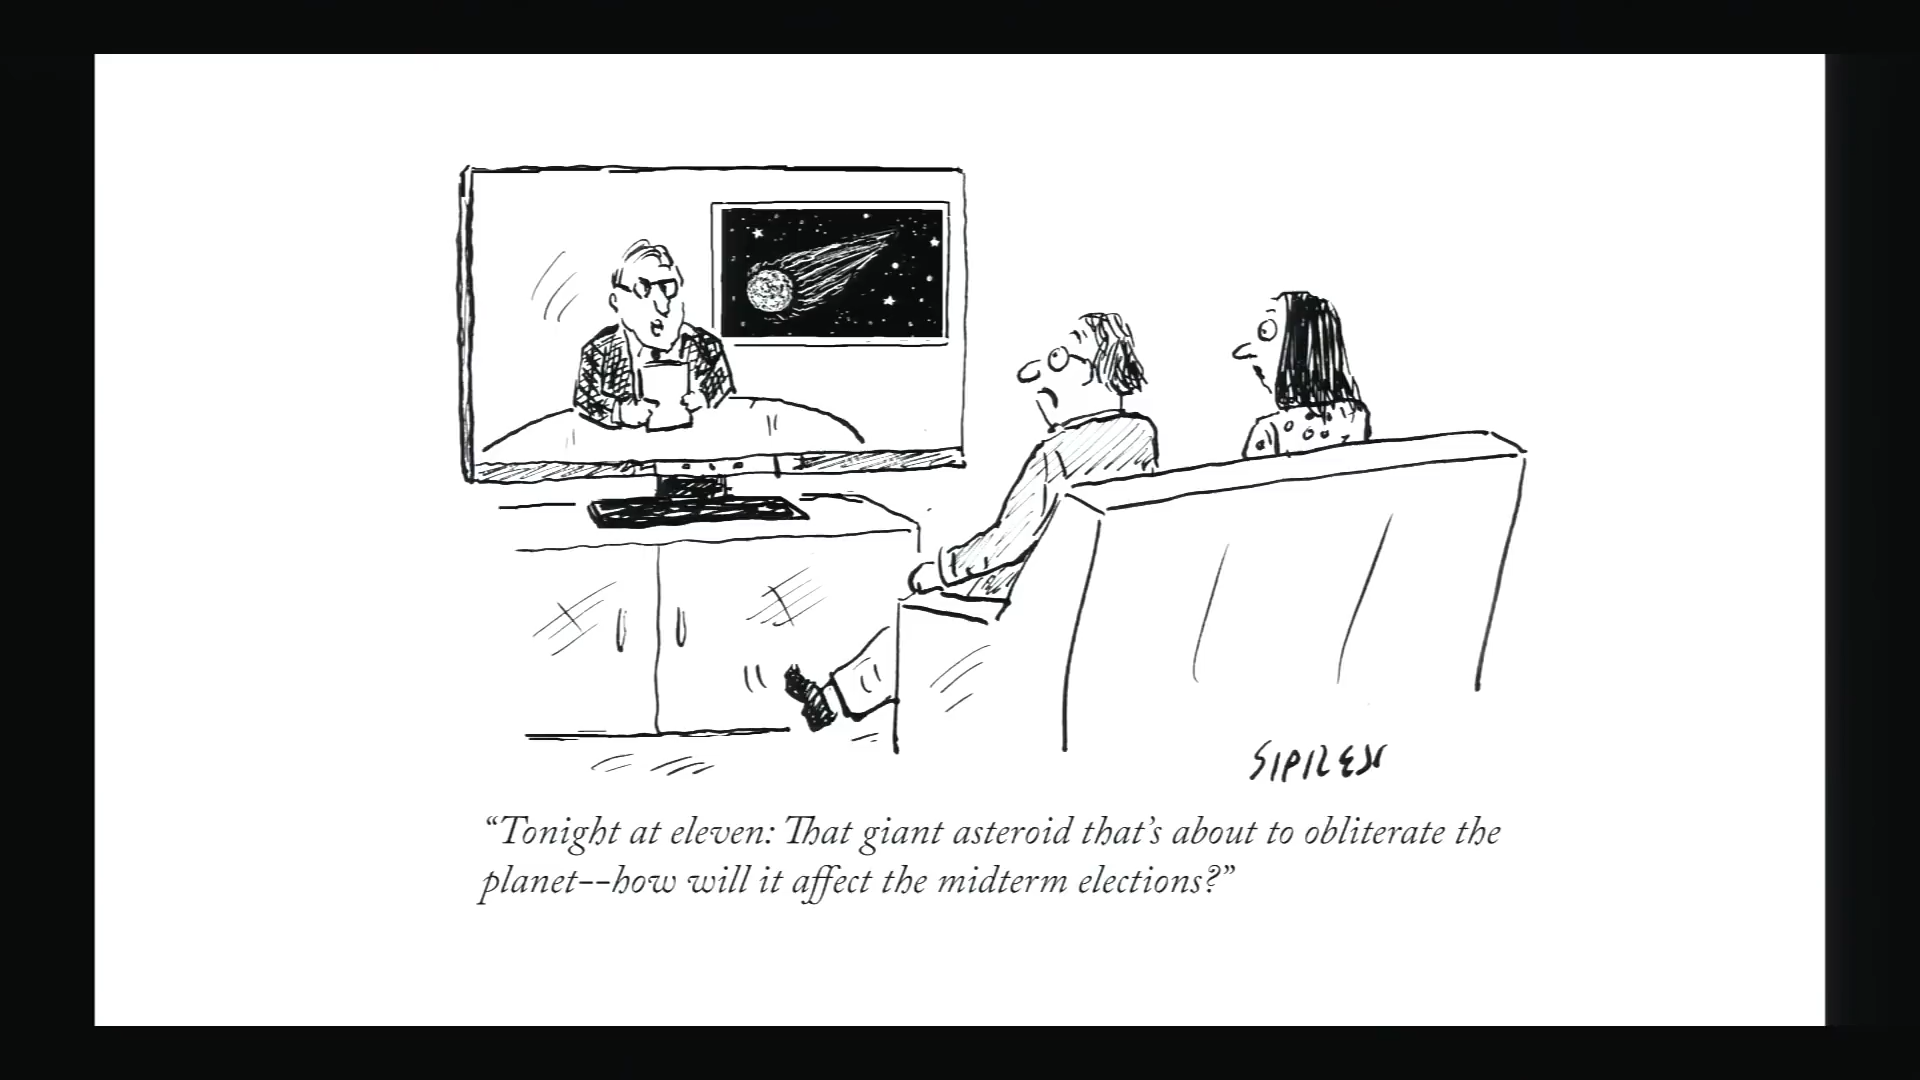 SIPRESS
“Tonight at eleven: That giant asteroid that’s about to obliterate the
planet--how will it affect the midterm elections?”